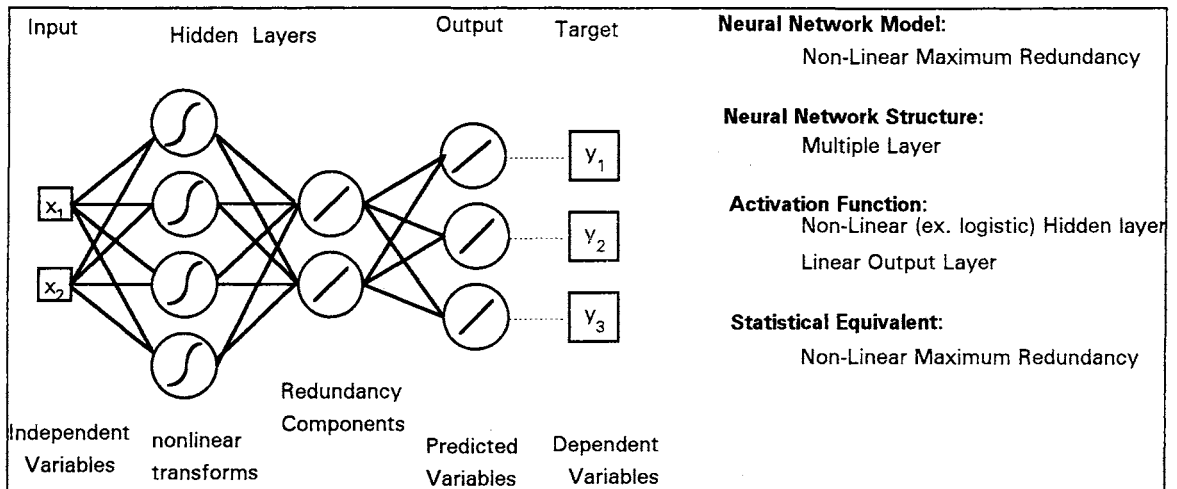 Input
Hidden Layers
Output
Target
x1
x2
y1
y2
y3
Redundancy
Components
Independent
Variables
nonlinear
transforms
Predicted
Variables
Dependent
Variables
Neural Network Model:
Non-Linear Maximum Redundancy
Neural Network Structure:
Multiple Layer
Activation Function:
Non-Linear (ex. logistic) Hidden layer
Linear Output Layer
Statistical Equivalent:
Non-Linear Maximum Redundancy